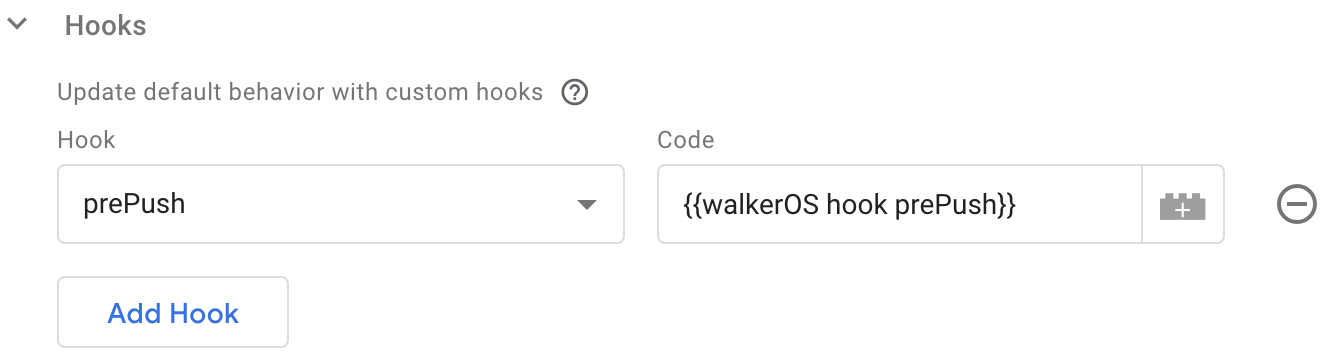 Hooks
Update default behavior with custom hooks ?
Hook Code
prePush {{walkerOS hook prePush}}
Add Hook